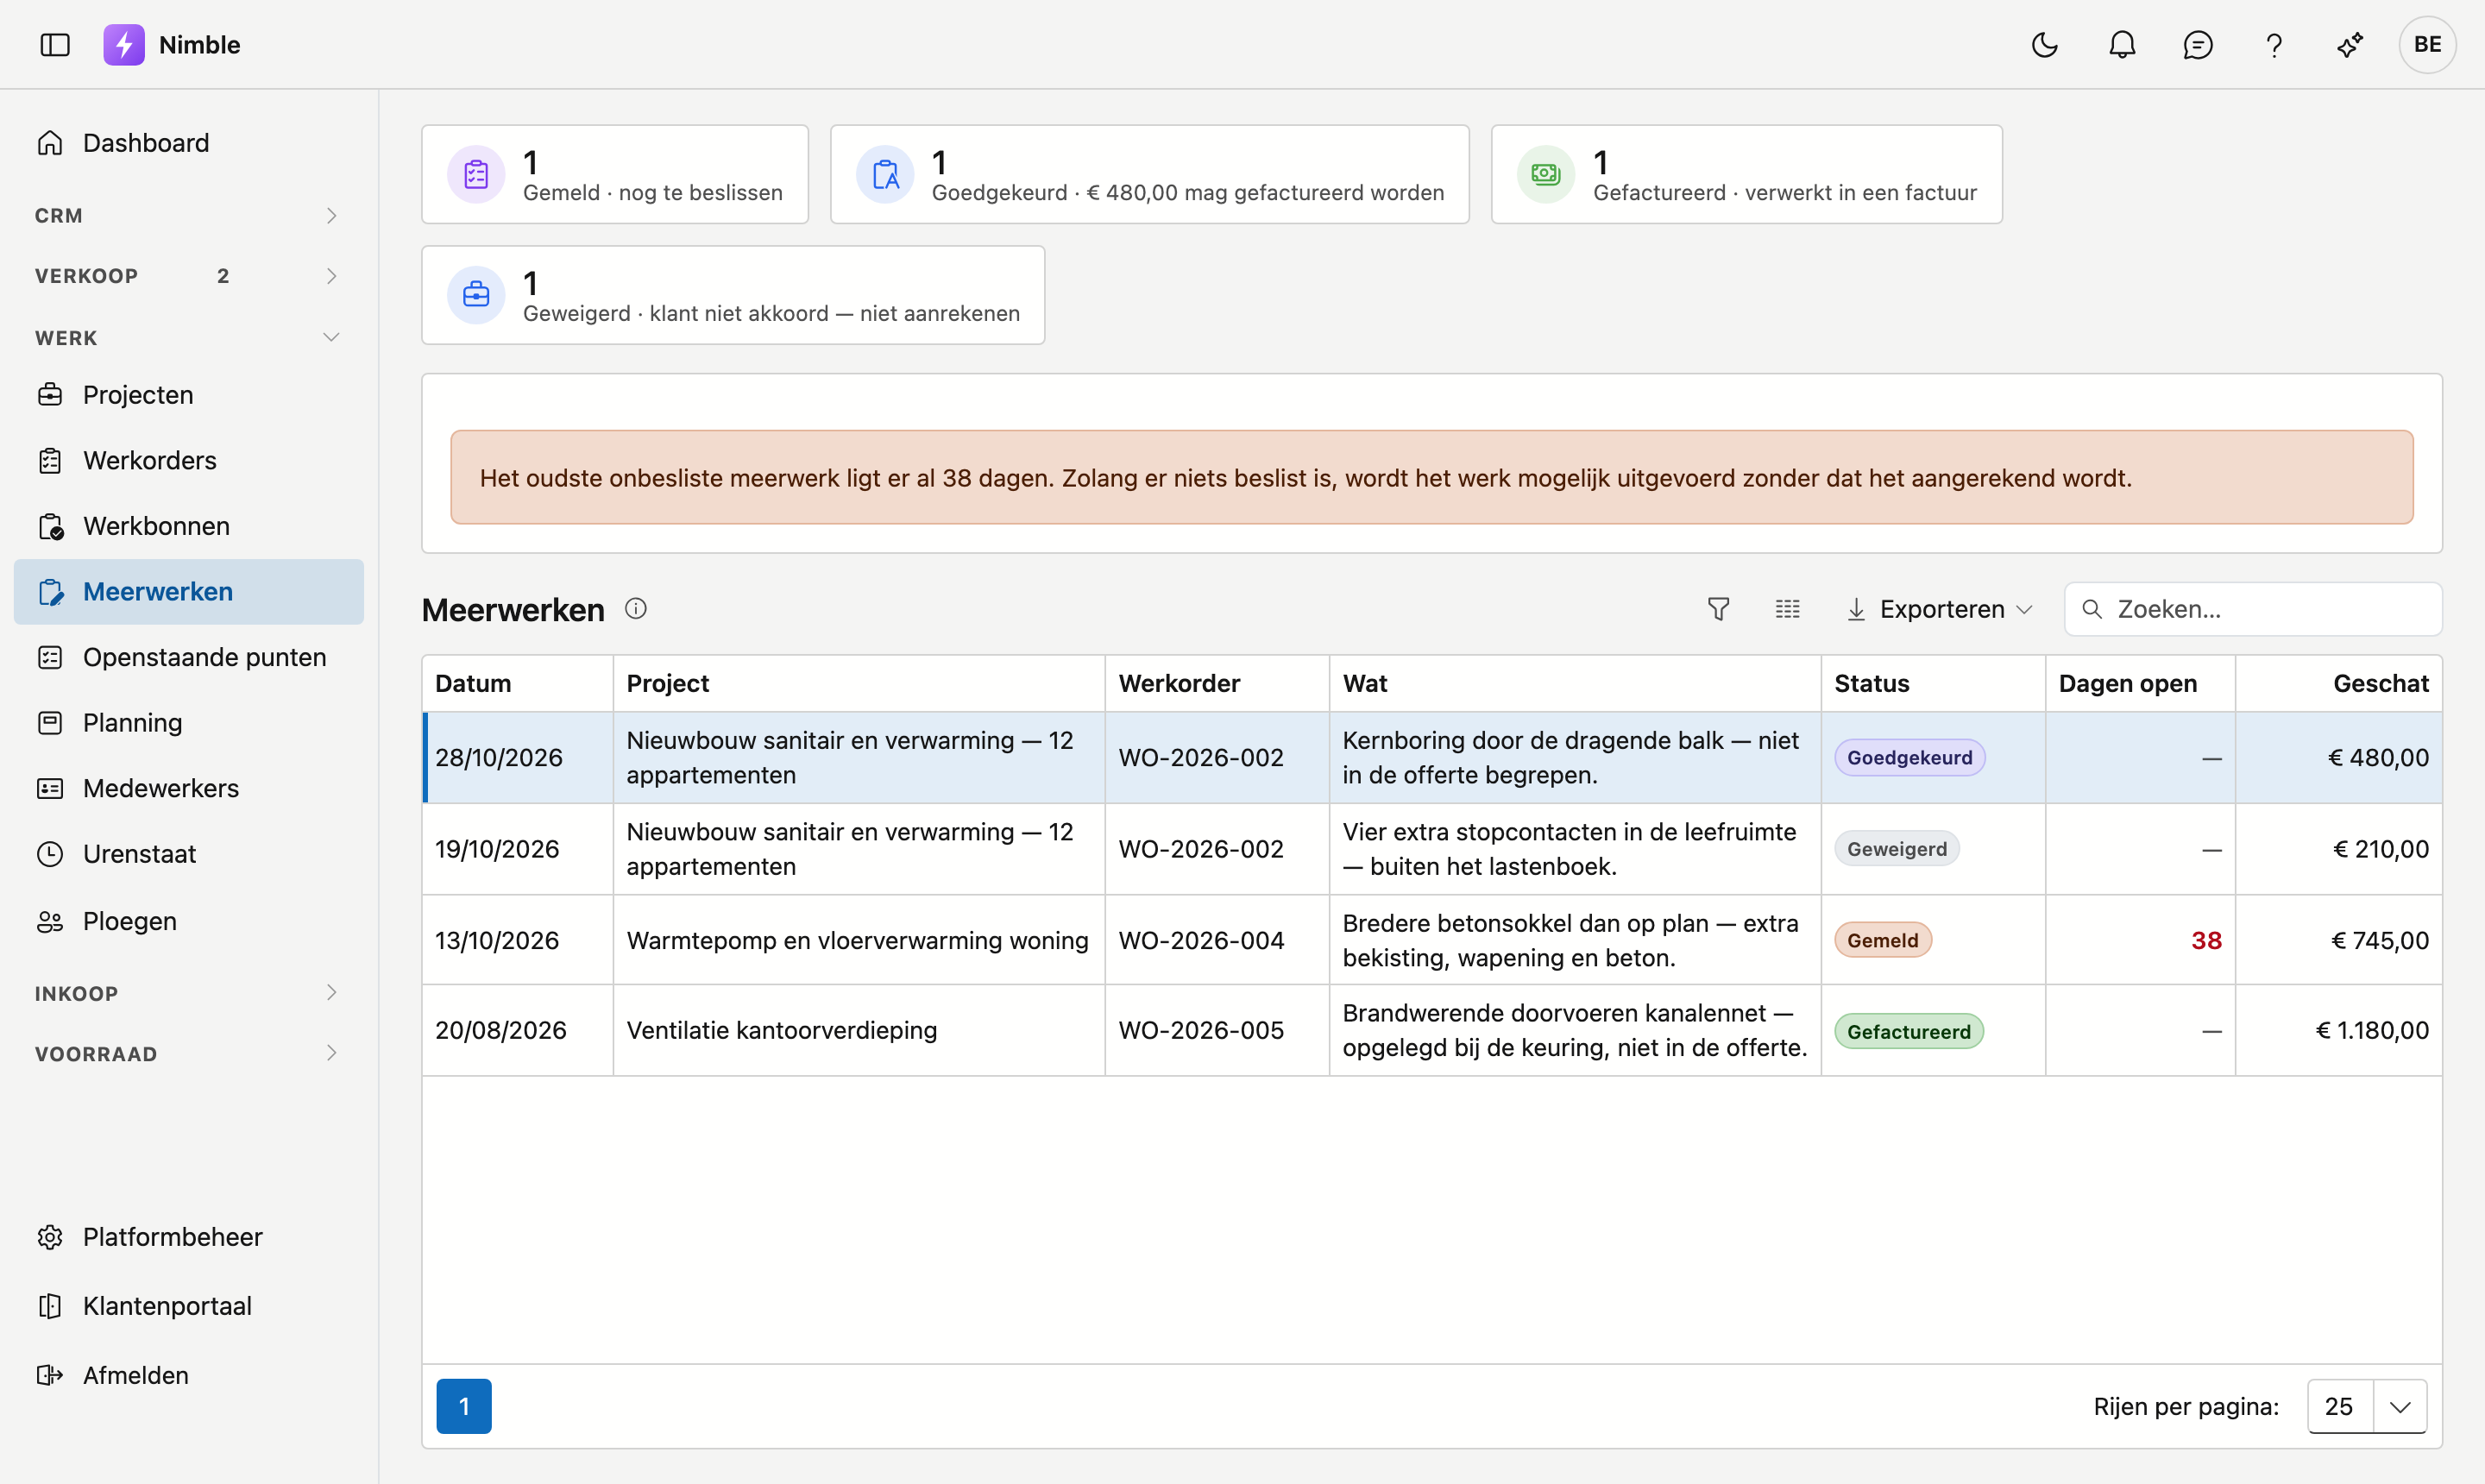 Nimble
BE
Dashboard
CRM
VERKOOP 2
WERK
Projecten
Werkorders
Werkbonnen
Meerwerken
Openstaande punten
Planning
Medewerkers
Urenstaat
Ploegen
INKOOP
VOORRAAD
Platformbeheer
Klantenportaal
Afmelden
1
Gemeld · nog te beslissen
1
Goedgekeurd · € 480,00 mag gefactureerd worden
1
Gefactureerd · verwerkt in een factuur
1
Geweigerd · klant niet akkoord — niet aanrekenen
Het oudste onbesliste meerwerk ligt er al 38 dagen. Zolang er niets beslist is, wordt het werk mogelijk uitgevoerd zonder dat het aangerekend wordt.
Meerwerken
Exporteren
Zoeken...
Datum Project Werkorder Wat Status Dagen open Geschat
28/10/2026
Nieuwbouw sanitair en verwarming — 12
appartementen
WO-2026-002
Kernboring door de dragende balk — niet
in de offerte begrepen.
Goedgekeurd
—
€ 480,00
19/10/2026
Nieuwbouw sanitair en verwarming — 12
appartementen
WO-2026-002
Vier extra stopcontacten in de leefruimte
— buiten het lastenboek.
Geweigerd
—
€ 210,00
13/10/2026
Warmtepomp en vloerverwarming woning
WO-2026-004
Bredere betonsokkel dan op plan — extra
bekisting, wapening en beton.
Gemeld
38
€ 745,00
20/08/2026
Ventilatie kantoorverdieping
WO-2026-005
Brandwerende doorvoeren kanalennet —
opgelegd bij de keuring, niet in de offerte.
Gefactureerd
—
€ 1.180,00
1
Rijen per pagina: 25